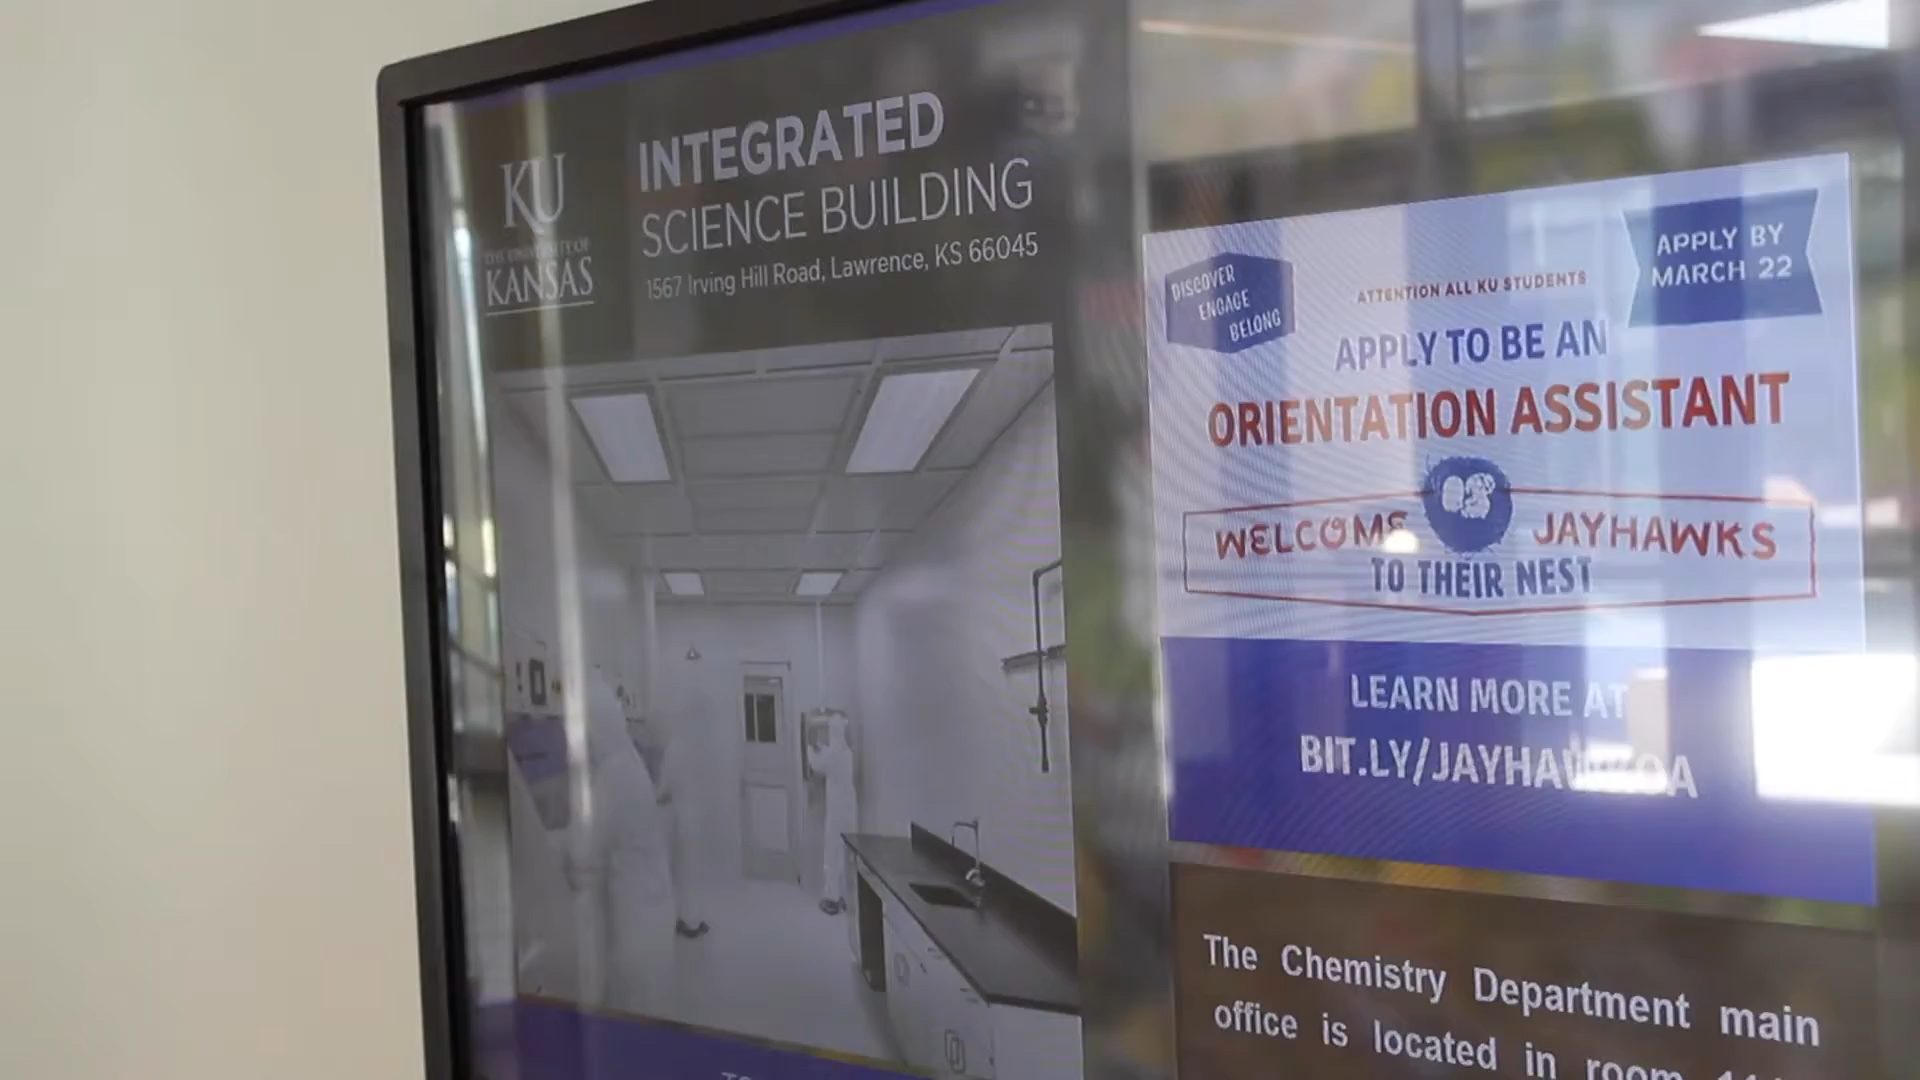 KU
THE UNIVERSITY OF
KANSAS
INTEGRATED
SCIENCE BUILDING
1567 Irving Hill Road, Lawrence, KS 66045
DISCOVER
ENGAGE
BELONG
ATTENTION ALL KU STUDENTS
APPLY BY
MARCH 22
APPLY TO BE AN
ORIENTATION ASSISTANT
WELCOME JAYHAWKS
TO THEIR NEST
LEARN MORE AT
The Chemistry Department main
office is located in room